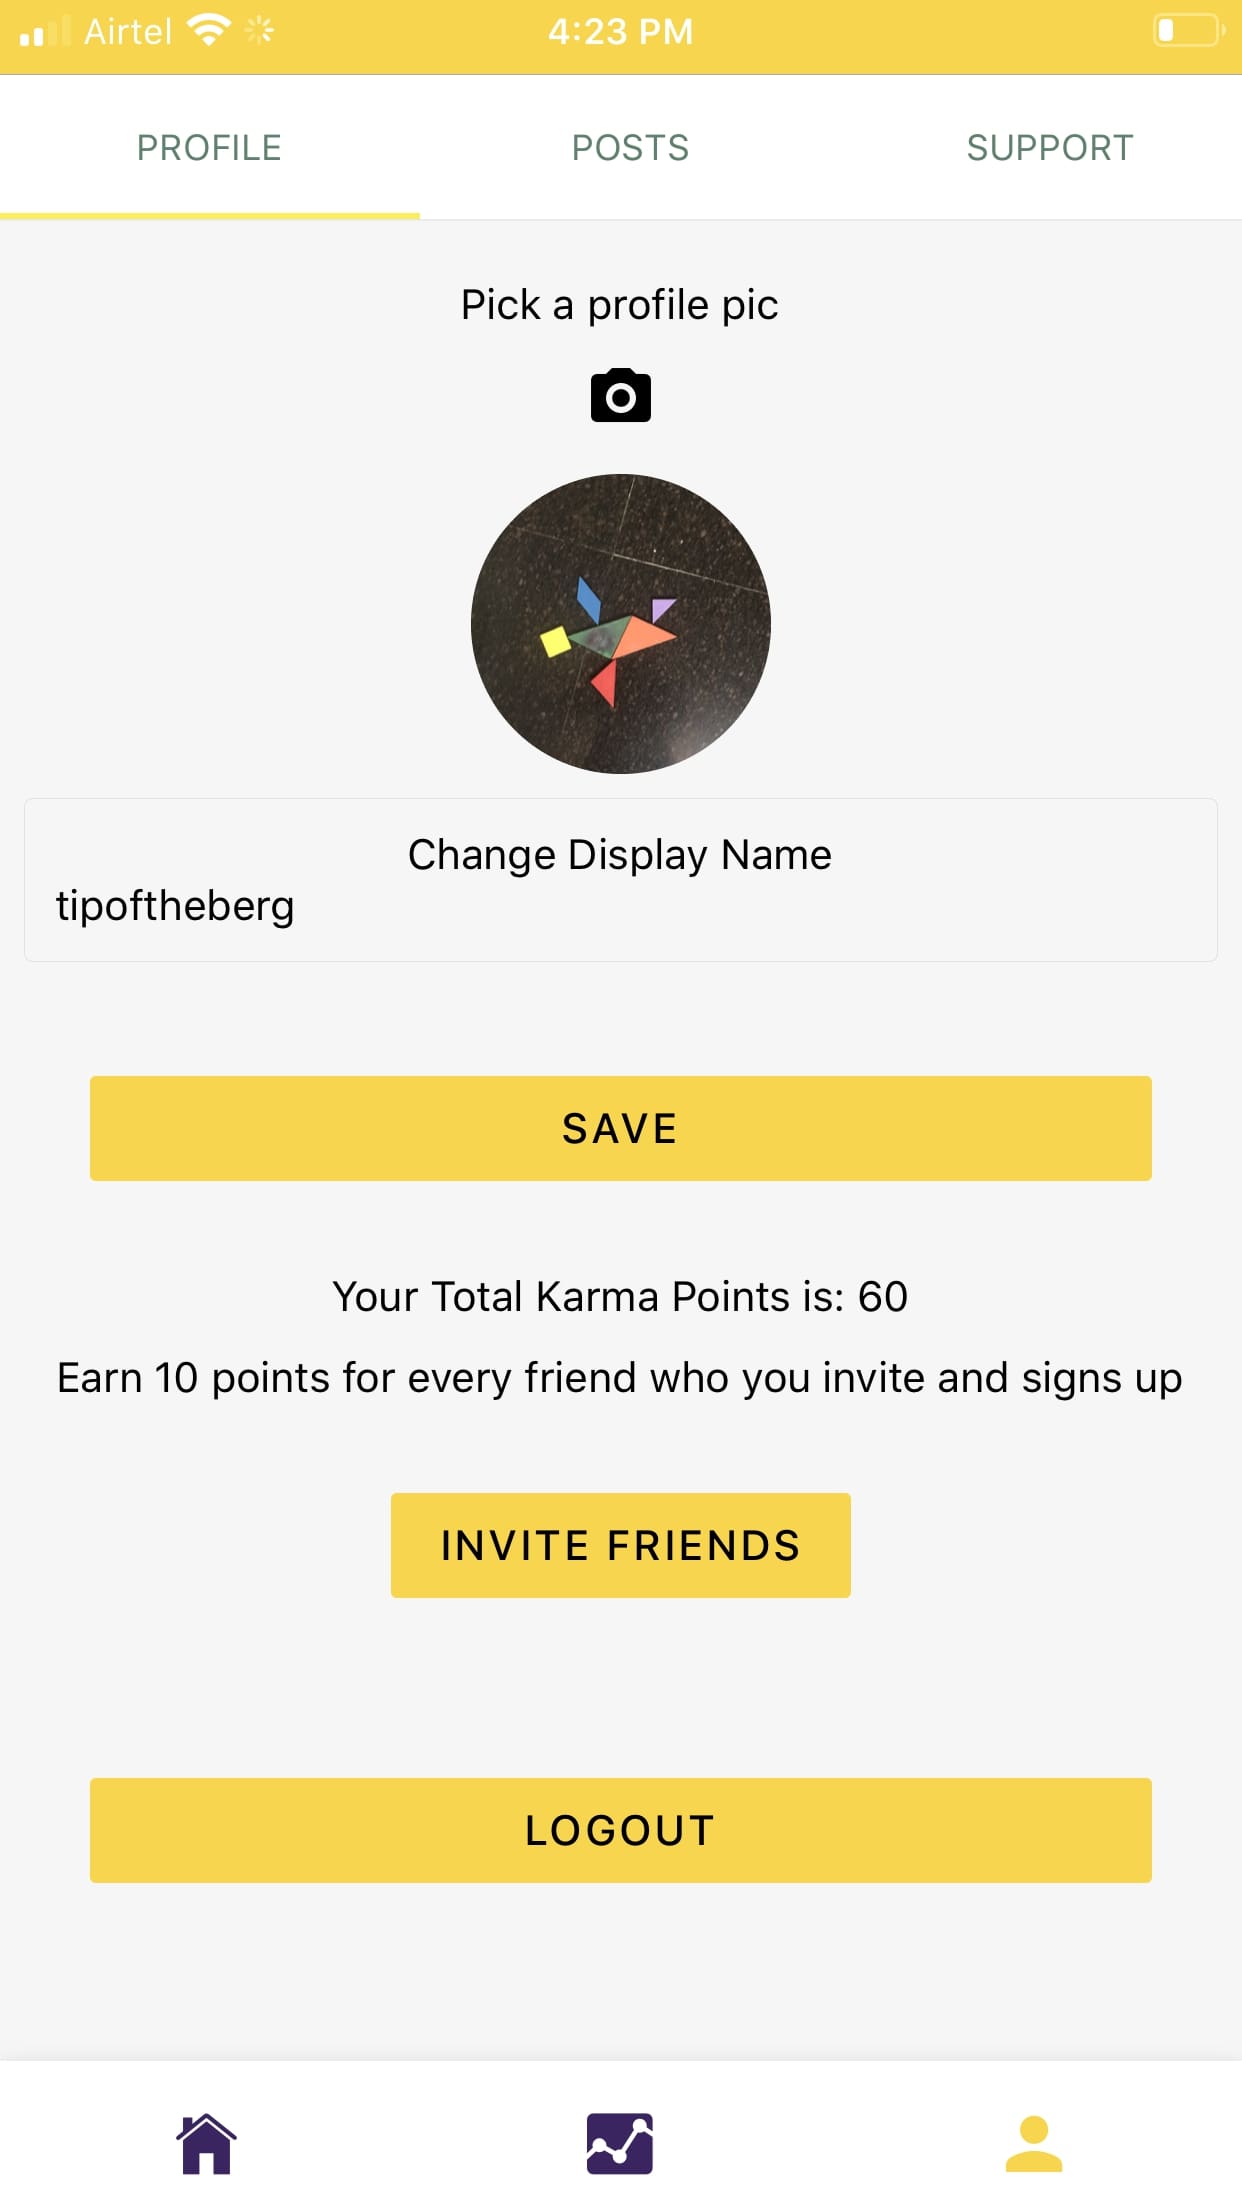 Airtel
4:23 PM
PROFILE
POSTS
SUPPORT
Pick a profile pic
Change Display Name
tipoftheberg
SAVE
Your Total Karma Points is: 60
Earn 10 points for every friend who you invite and signs up
INVITE FRIENDS
LOGOUT